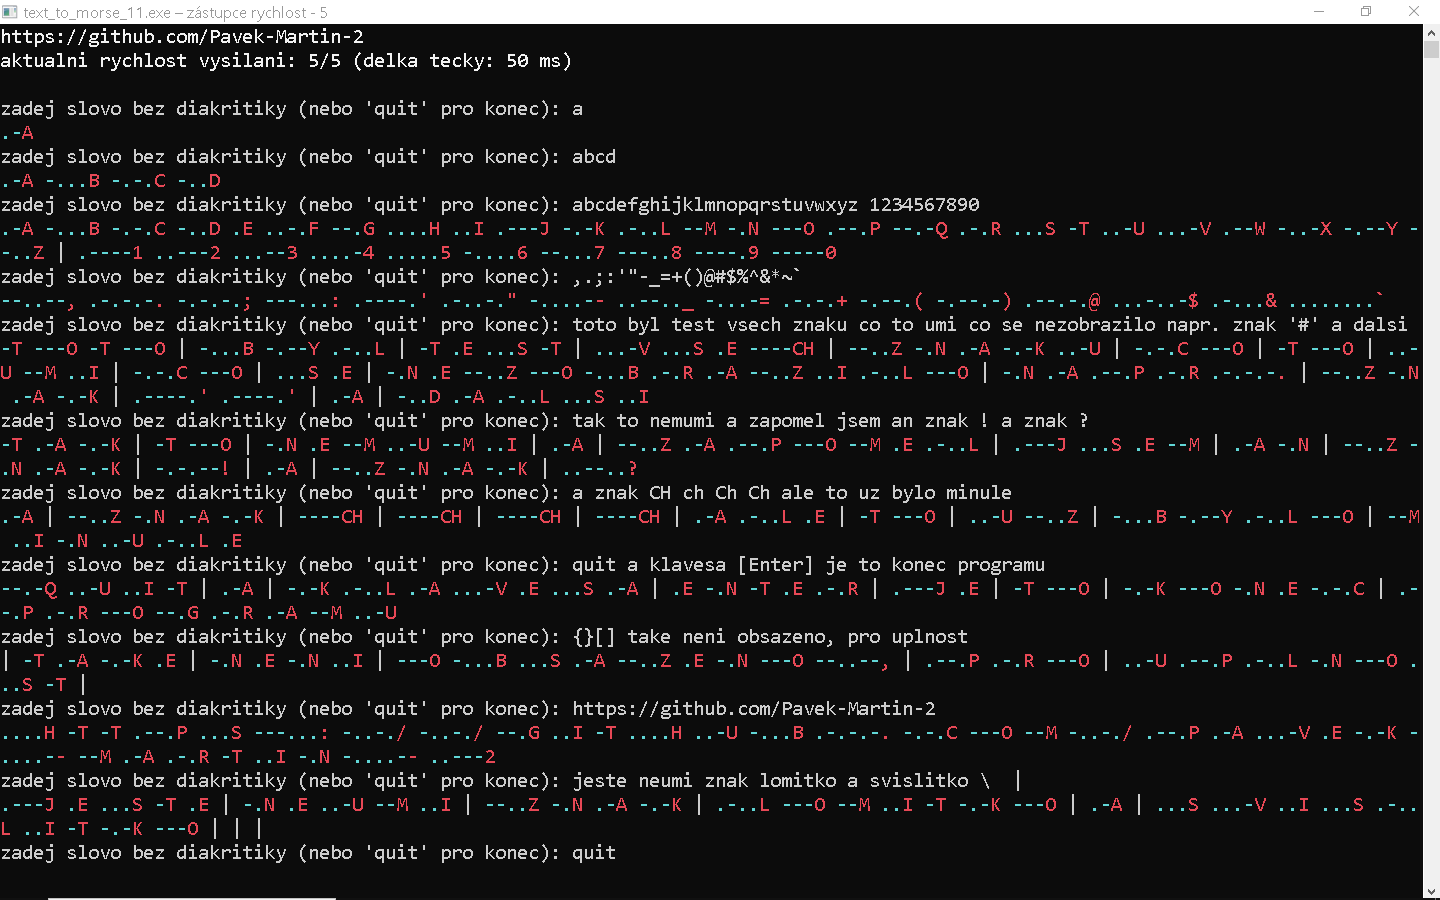 text_to_morse_11.exe – zástupce rychlost - 5
https://github.com/Pavek-Martin-2
aktualni rychlost vysilani: 5/5 (delka tecky: 50 ms)
zadej slovo bez diakritiky (nebo 'quit' pro konec): a
.-A
zadej slovo bez diakritiky (nebo 'quit' pro konec): abcd
.-A -...B -.-.C -..D
zadej slovo bez diakritiky (nebo 'quit' pro konec): abcdefghijklmnopqrstuvwxyz 1234567890
.-A -...B -.-.C -..D .E ..-.F --.G ....H ..I .---J -.-K .-..L --M -.N ---O .--.P --.-Q .-.R ...S -T ..-U ...-V .--W -..-X -.--Y -
-..Z | .----1 ..---2 ...--3 ....-4 .....5 -....6 --...7 ---..8 ----.9 -----0
zadej slovo bez diakritiky (nebo 'quit' pro konec): ,.;:'"-_=+()@#$%^&*~`
--..--, .-.-.-. -.-.-.; ---...: .----.' .-..-." -....-- ..--.-_ -...-= .-.-.+ -.--.( -.--.-) .--.-.@ ...-..-$ .-...& ........`
zadej slovo bez diakritiky (nebo 'quit' pro konec): toto byl test vsech znaku co to umi co se nezobrazilo napr. znak '#' a dalsi
-T ---O -T ---O | -...B -.--Y .-..L | -T .E ...S -T | ...-V ...S .E ----CH | --..Z -.N .-A -.-K ..-U | -.-.C ---O | -T ---O | ..-
U --M ..I | -.-.C ---O | ...S .E | -.N .E --..Z ---O -...B .-.R .-A --..Z ..I .-..L ---O | -.N .-A .--.P .-.R .-.-.-. | --..Z -.N
.-A -.-K | .----.' .----.' | .-A | -..D .-A .-..L ...S ..I
zadej slovo bez diakritiky (nebo 'quit' pro konec): tak to nemumi a zapomel jsem an znak ! a znak ?
-T .-A -.-K | -T ---O | -.N .E --M ..-U --M ..I | .-A | --..Z .-A .--.P ---O --M .E .-..L | .---J ...S .E --M | .-A -.N | --..Z -
.N .-A -.-K | -.-.--! | .-A | --..Z -.N .-A -.-K | ..--..?
zadej slovo bez diakritiky (nebo 'quit' pro konec): a znak CH ch Ch Ch ale to uz bylo minule
.-A | --..Z -.N .-A -.-K | ----CH | ----CH | ----CH | ----CH | .-A .-..L .E | -T ---O | ..-U --..Z | -...B -.--Y .-..L ---O | --M
..I -.N ..-U .-..L .E
zadej slovo bez diakritiky (nebo 'quit' pro konec): quit a klavesa [Enter] je to konec programu
--.-Q ..-U ..I -T | .-A | -.-K .-..L .-A ...-V .E ...S .-A | .E -.N -T .E .-.R | .---J .E | -T ---O | -.-K ---O -.N .E -.-.C | .-
-.P .-.R ---O --.G .-.R .-A --M ..-U
zadej slovo bez diakritiky (nebo 'quit' pro konec): {}[] take neni obsazeno, pro uplnost
| -T .-A -.-K .E | -.N .E -.N ..I | ---O -...B ...S .-A --..Z .E -.N ---O --..--, | .--.P .-.R ---O | ..-U .--.P .-..L -.N ---O .
..S -T |
zadej slovo bez diakritiky (nebo 'quit' pro konec): https://github.com/Pavek-Martin-2
....H -T -T .--.P ...S ---...: -..-./ -..-./ --.G ..I -T ....H ..-U -...B .-.-.-. -.-.C ---O --M -..-./ .--.P .-A ...-V .E -.-K -
....-- --M .-A .-.R -T ..I -.N -....-- ..---2
zadej slovo bez diakritiky (nebo 'quit' pro konec): jeste neumi znak lomitko a svislitko \ |
.---J .E ...S -T .E | -.N .E ..-U --M ..I | --..Z -.N .-A -.-K | .-..L ---O --M ..I -T -.-K ---O | .-A | ...S ...-V ..I ...S .-..
L ..I -T -.-K ---O | | |
zadej slovo bez diakritiky (nebo 'quit' pro konec): quit